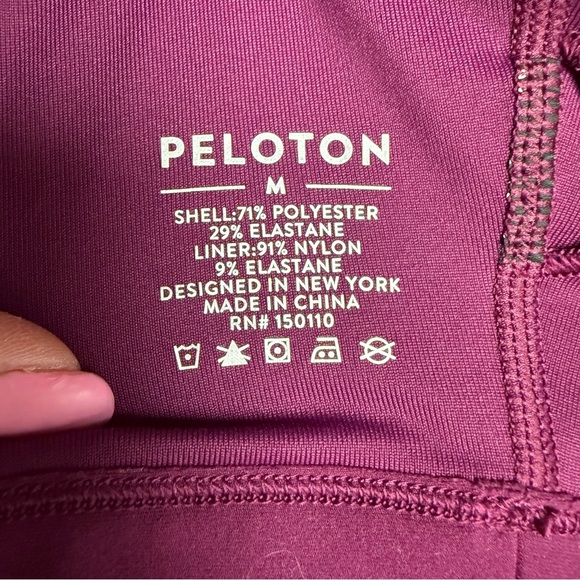 PELOTON
M
SHELL:71% POLYESTER
29% ELASTANE
LINER:91% NYLON
9% ELASTANE
DESIGNED IN NEW YORK
MADE IN CHINA
RN# 150110